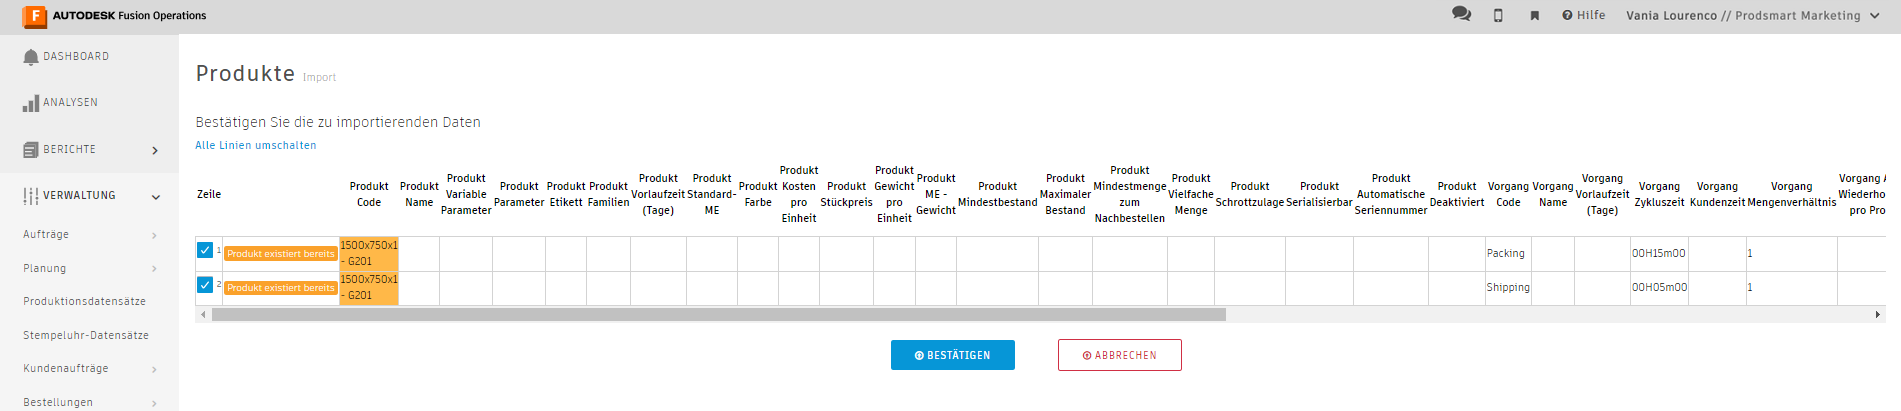 AUTODESK Fusion Operations
Hilfe
Vania Lourenco // Prodsmart Marketing
DASHBOARD
ANALYSEN
BERICHTE
VERWALTUNG
Aufträge
Planung
Produktionsdatensätze
Stempeluhr-Datensätze
Kundenaufträge
Bestellungen
Produkte Import
Bestätigen Sie die zu importierenden Daten
Alle Linien umschalten
Zeile
Produkt
Code
Produkt
Name
Produkt
Variable
Parameter
Produkt
Parameter
Produkt
Etikett
Produkt
Familien
Produkt
Vorlaufzeit
(Tage)
Produkt
Standard-
ME
Produkt
Farbe
Produkt
Kosten
pro
Einheit
Produkt
Stückpreis
Produkt
Gewicht
pro
Einheit
Produkt
ME -
Gewicht
Produkt
Mindestbestand
Produkt
Maximaler
Bestand
Produkt
Mindestmenge
zum
Nachbestellen
Produkt
Vielfache
Menge
Produkt
Schrottzulage
Produkt
Serialisierbar
Produkt
Automatische
Seriennummer
Produkt
Deaktiviert
Vorgang
Code
Vorgang
Name
Vorgang
Vorlaufzeit
(Tage)
Vorgang
Zykluszeit
Vorgang
Kundenzeit
Vorgang
Mengenverhältnis
Vorgang A
Wiederho
pro Pro
1
Produkt existiert bereits
1500x750x1
- G201
Packing
00H15m00
1
2
Produkt existiert bereits
1500x750x1
- G201
Shipping
00H05m00
1
BESTÄTIGEN
ABBRECHEN